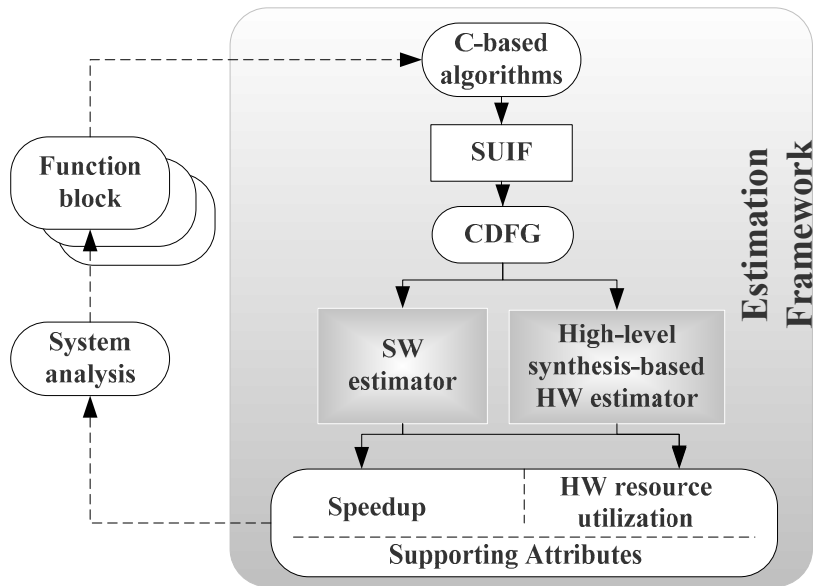 C-based
algorithms
SUIF
CDFG
Function
block
System
analysis
SW
estimator
High-level
synthesis-based
HW estimator
Speedup
HW resource
utilization
Supporting Attributes
Estimation
Framework